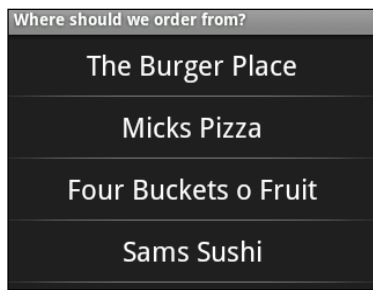 Where should we order from?
The Burger Place
Micks Pizza
Four Buckets o Fruit
Sams Sushi